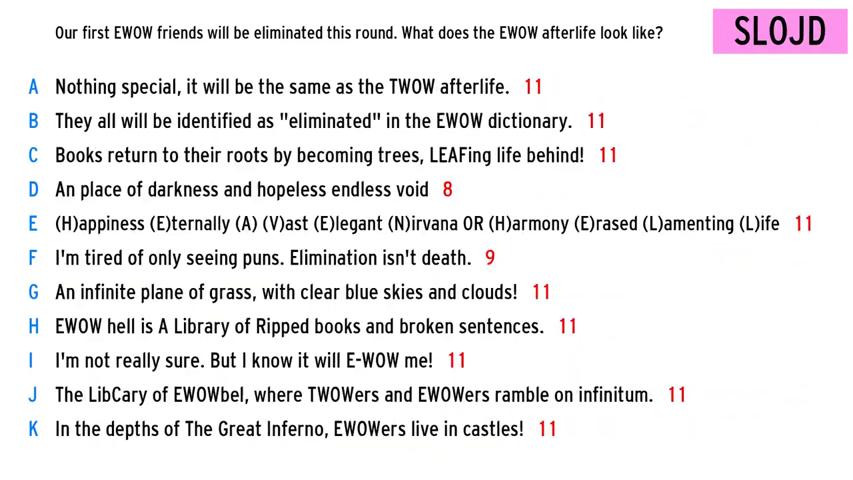 Our first EWOW friends will be eliminated this round. What does the EWOW afterlife look like?
SLOJD
A Nothing special, it will be the same as the TWOW afterlife. 11
B They all will be identified as "eliminated" in the EWOW dictionary. 11
C Books return to their roots by becoming trees, LEAFing life behind! 11
D An place of darkness and hopeless endless void 8
E (H)appiness (E)ternally (A) (V)ast (E)legant (N)irvana OR (H)armony (E)rased (L)amenting (L)ife 11
F I'm tired of only seeing puns. Elimination isn't death. 9
G An infinite plane of grass, with clear blue skies and clouds! 11
H EWOW hell is A Library of Ripped books and broken sentences. 11
I I'm not really sure. But I know it will E-WOW me! 11
J The LibCary of EWOWbel, where TWOWers and EWOWers ramble on infinitum. 11
K In the depths of The Great Inferno, EWOWers live in castles! 11